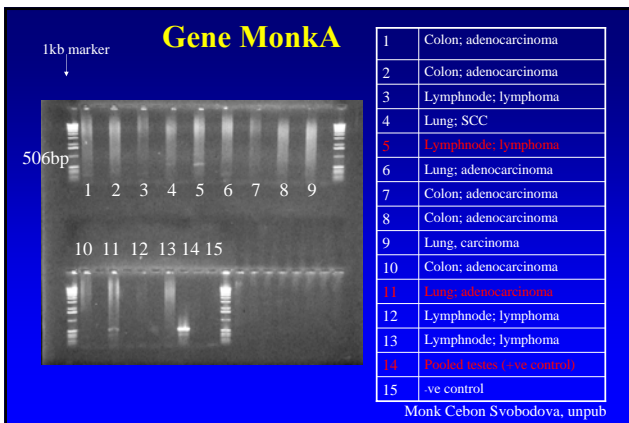 Gene MonkA
1kb marker
506bp
1 2 3 4 5 6 7 8 9
10 11 12 13 14 15
1 Colon; adenocarcinoma
2 Colon; adenocarcinoma
3 Lymphnode; lymphoma
4 Lung; SCC
5 Lymphnode; lymphoma
6 Lung; adenocarcinoma
7 Colon; adenocarcinoma
8 Colon; adenocarcinoma
9 Lung, carcinoma
10 Colon; adenocarcinoma
11 Lung; adenocarcinoma
12 Lymphnode; lymphoma
13 Lymphnode; lymphoma
14 Pooled testes (+ve control)
15 -ve control
Monk Cebon Svobodova, unpub